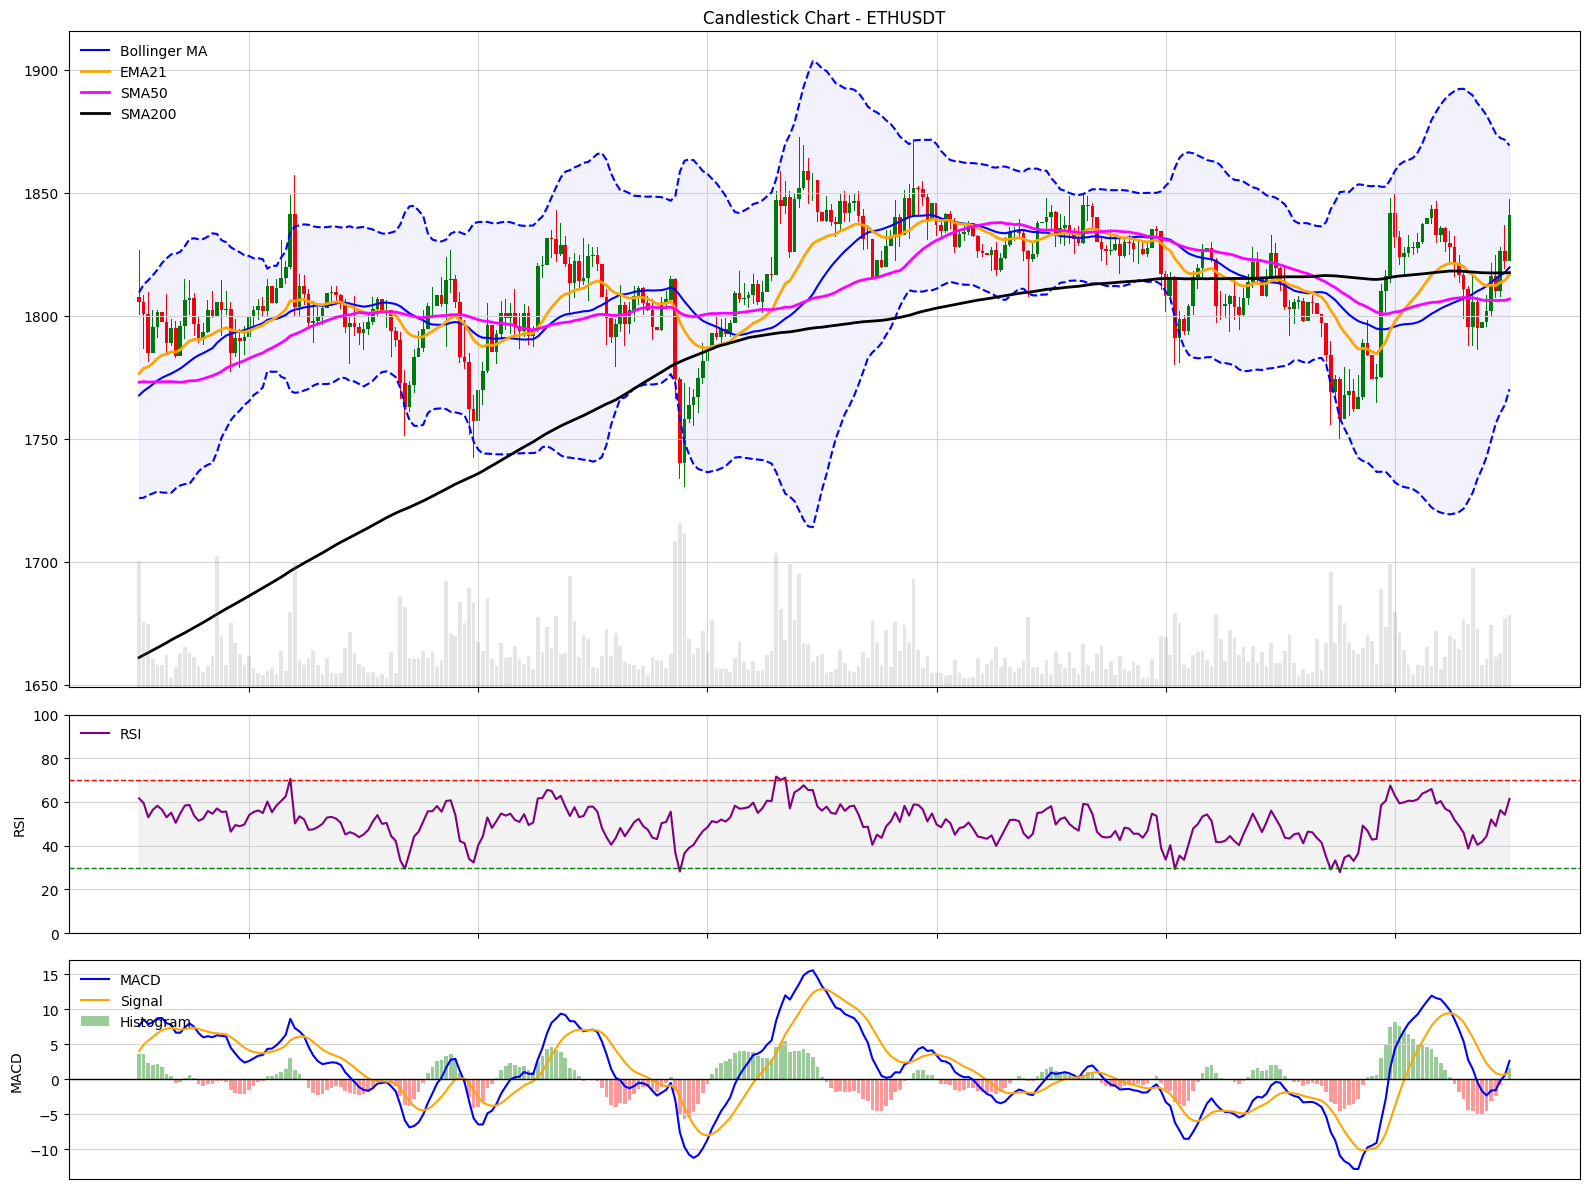 Candlestick Chart - ETHUSDT
Bollinger MA
EMA21
SMA50
SMA200
1900
1850
1800
1750
1700
1650
RSI
RSI
100
80
60
40
20
0
MACD
Signal
Histogram
MACD
15
10
5
0
−5
−10